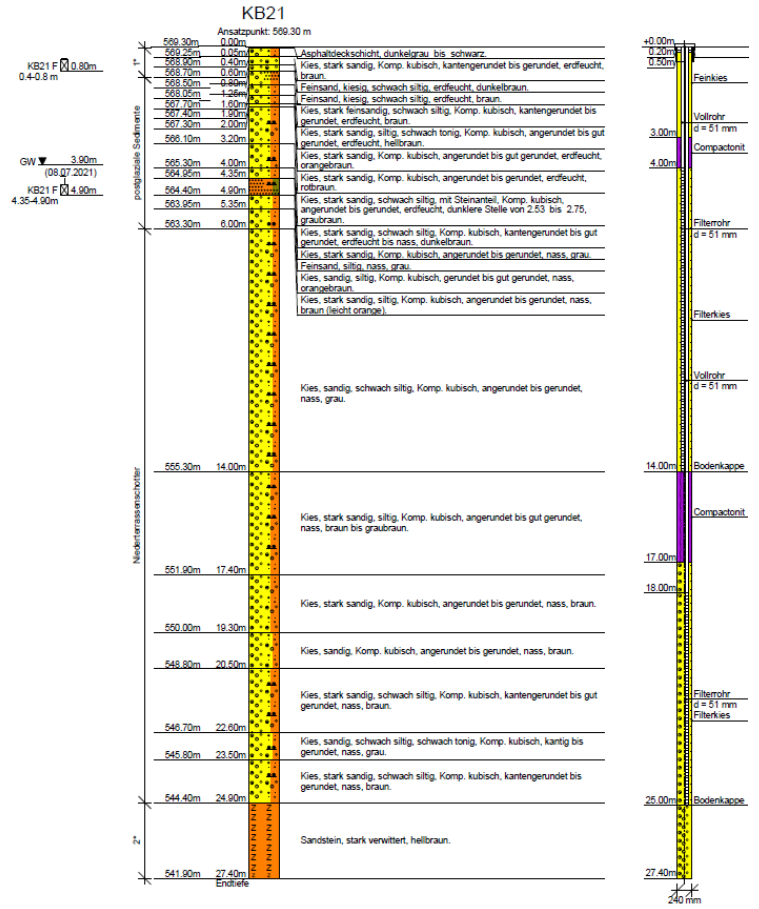 KB21
Ansatzpunkt: 569.30 m
569.30m 0.00m
569.25m 0.05m
568.90m 0.40m
568.70m 0.60m
568.50m 0.80m
568.05m 1.25m
567.70m 1.60m
567.40m 1.90m
567.30m 2.00m
566.10m 3.20m
565.30m 4.00m
564.95m 4.35m
564.40m 4.90m
563.95m 5.35m
563.30m 6.00m
555.30m 14.00m
551.90m 17.40m
550.00m 19.30m
548.80m 20.50m
546.70m 22.60m
545.80m 23.50m
544.40m 24.90m
541.90m 27.40m
Endtiefe
KB21 F 0.80m
0.4-0.8 m
GW 3.90m
(08.07.2021)
KB21 F 4.90m
4.35-4.90m
1*
postglaziale Sedimente
Niederterrassenschotter
2*
Asphaltdeckschicht, dunkelgrau bis schwarz.
Kies, stark sandig, Komp. kubisch, kantengerundet bis gerundet, erdfeucht,
braun.
Feinsand, kiesig, schwach siltig, erdfeucht, dunkelbraun.
Feinsand, kiesig, schwach siltig, erdfeucht, braun.
Kies, stark feinsandig, schwach siltig, Komp. kubisch, kantengerundet bis
gerundet, erdfeucht, braun.
Kies, stark sandig, siltig, schwach tonig, Komp. kubisch, angerundet bis gut
gerundet, erdfeucht, hellbraun.
Kies, stark sandig, Komp. kubisch, angerundet bis gut gerundet, erdfeucht,
orangebraun.
Kies, stark sandig, Komp. kubisch, angerundet bis gerundet, erdfeucht,
rotbraun.
Kies, stark sandig, schwach siltig, mit Steinanteil, Komp. kubisch,
angerundet bis gerundet, erdfeucht, dunklere Stelle von 2.53 bis 2.75,
graubraun.
Kies, stark sandig, schwach siltig, Komp. kubisch, kantengerundet bis gut
gerundet, erdfeucht bis nass, dunkelbraun.
Kies, stark sandig, Komp. kubisch, angerundet bis gerundet, nass, grau.
Feinsand, siltig, nass, grau.
Kies, sandig, siltig, Komp. kubisch, gerundet bis gut gerundet, nass,
orangebraun.
Kies, stark sandig, siltig, Komp. kubisch, angerundet bis gerundet, nass,
braun (leicht orange).
Kies, sandig, schwach siltig, Komp. kubisch, angerundet bis gerundet,
nass, grau.
Kies, stark sandig, siltig, Komp. kubisch, angerundet bis gut gerundet,
nass, braun bis graubraun.
Kies, stark sandig, Komp. kubisch, angerundet bis gerundet, nass, braun.
Kies, sandig, Komp. kubisch, angerundet bis gerundet, nass, braun.
Kies, stark sandig, schwach siltig, Komp. kubisch, kantengerundet bis gut
gerundet, nass, braun.
Kies, sandig, schwach siltig, schwach tonig, Komp. kubisch, kantig bis
gerundet, nass, grau.
Kies, stark sandig, schwach siltig, Komp. kubisch, kantengerundet bis
gerundet, nass, braun.
Sandstein, stark verwittert, hellbraun.
+0.00m
0.20m
0.50m
Feinkies
Vollrohr
d = 51 mm
3.00m
Compactonit
4.00m
Filterrohr
d = 51 mm
Filterkies
Vollrohr
d = 51 mm
14.00m
Bodenkappe
Compactonit
17.00m
18.00m
Filterrohr
d = 51 mm
Filterkies
25.00m
Bodenkappe
27.40m
240 mm